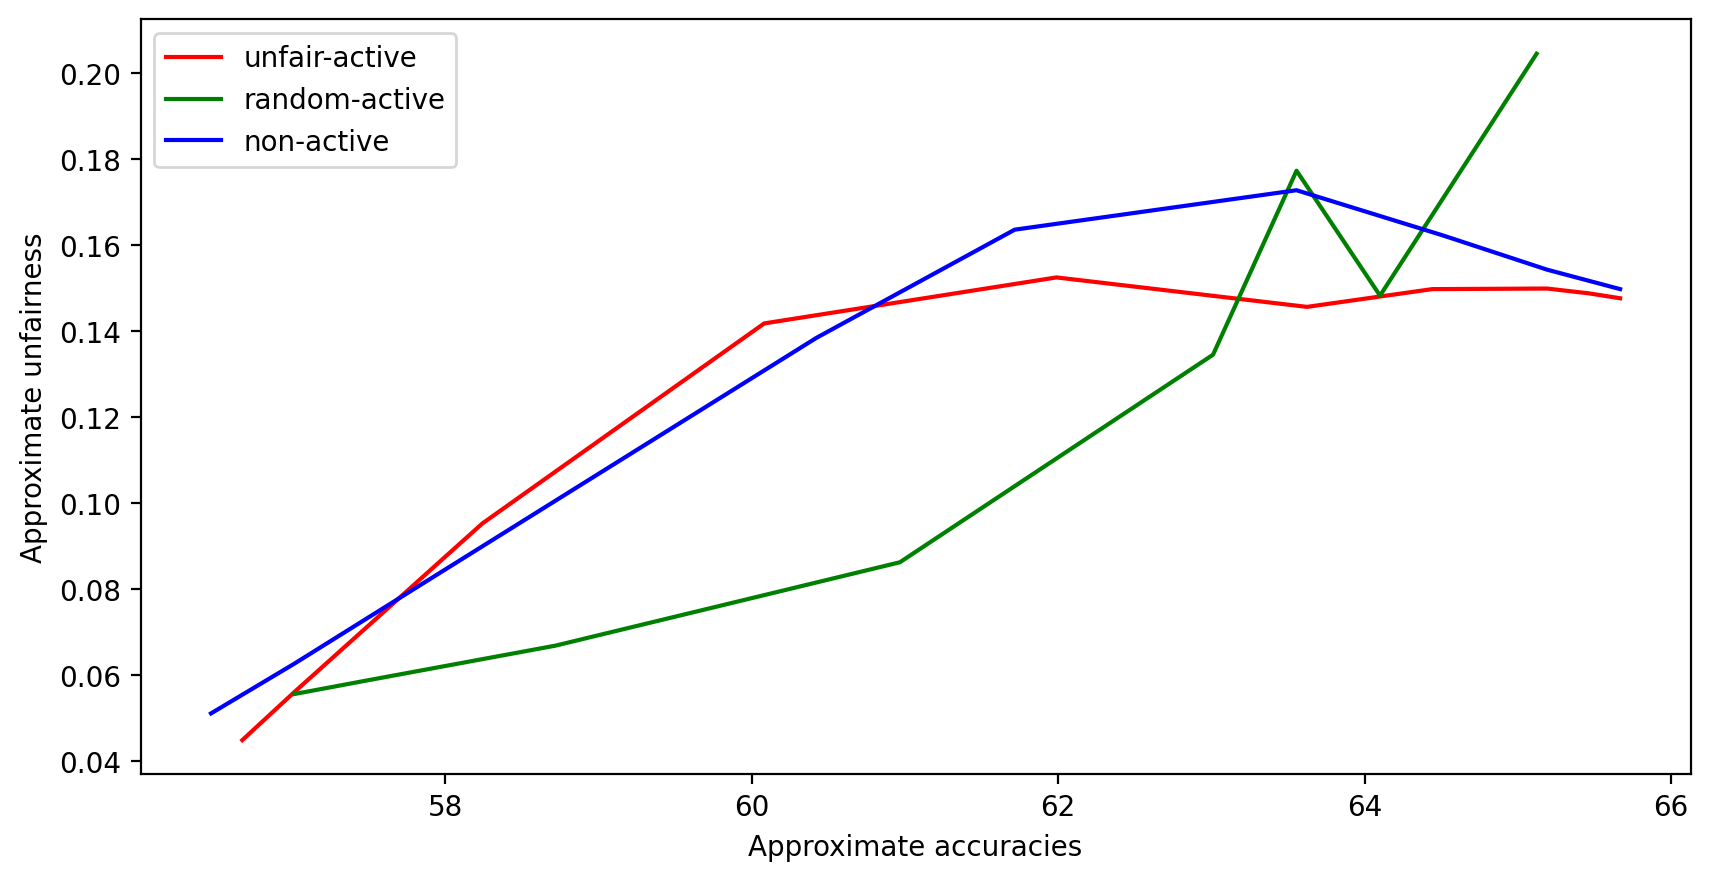 unfair-active
random-active
non-active
Approximate unfairness
0.20
0.18
0.16
0.14
0.12
0.10
0.08
0.06
0.04
58 60 62 64 66
Approximate accuracies